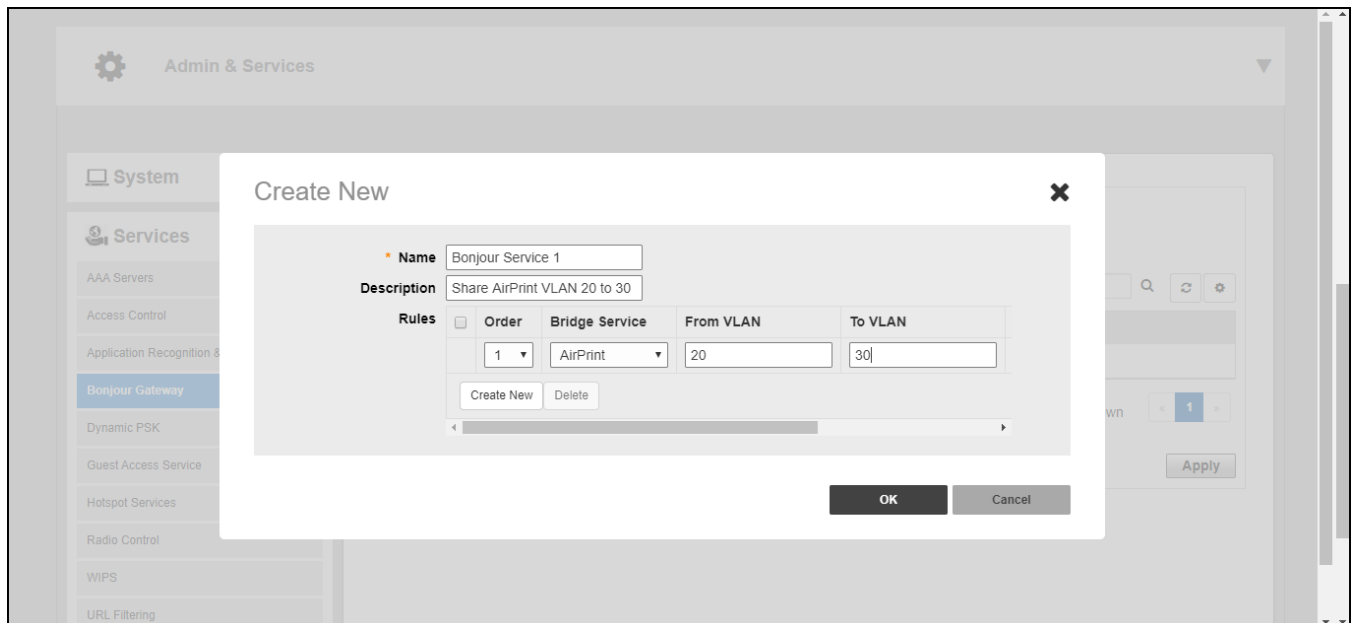 Admin & Services
System
Services
AAA Servers
Access Control
Application Recognition &
Bonjour Gateway
Dynamic PSK
Guest Access Service
Hotspot Services
Radio Control
WIPS
URL Filtering
Create New
* Name Bonjour Service 1
Description Share AirPrint VLAN 20 to 30
Rules Order Bridge Service From VLAN To VLAN
1 AirPrint 20 30
Create New Delete
OK Cancel
wn « 1 »
Apply